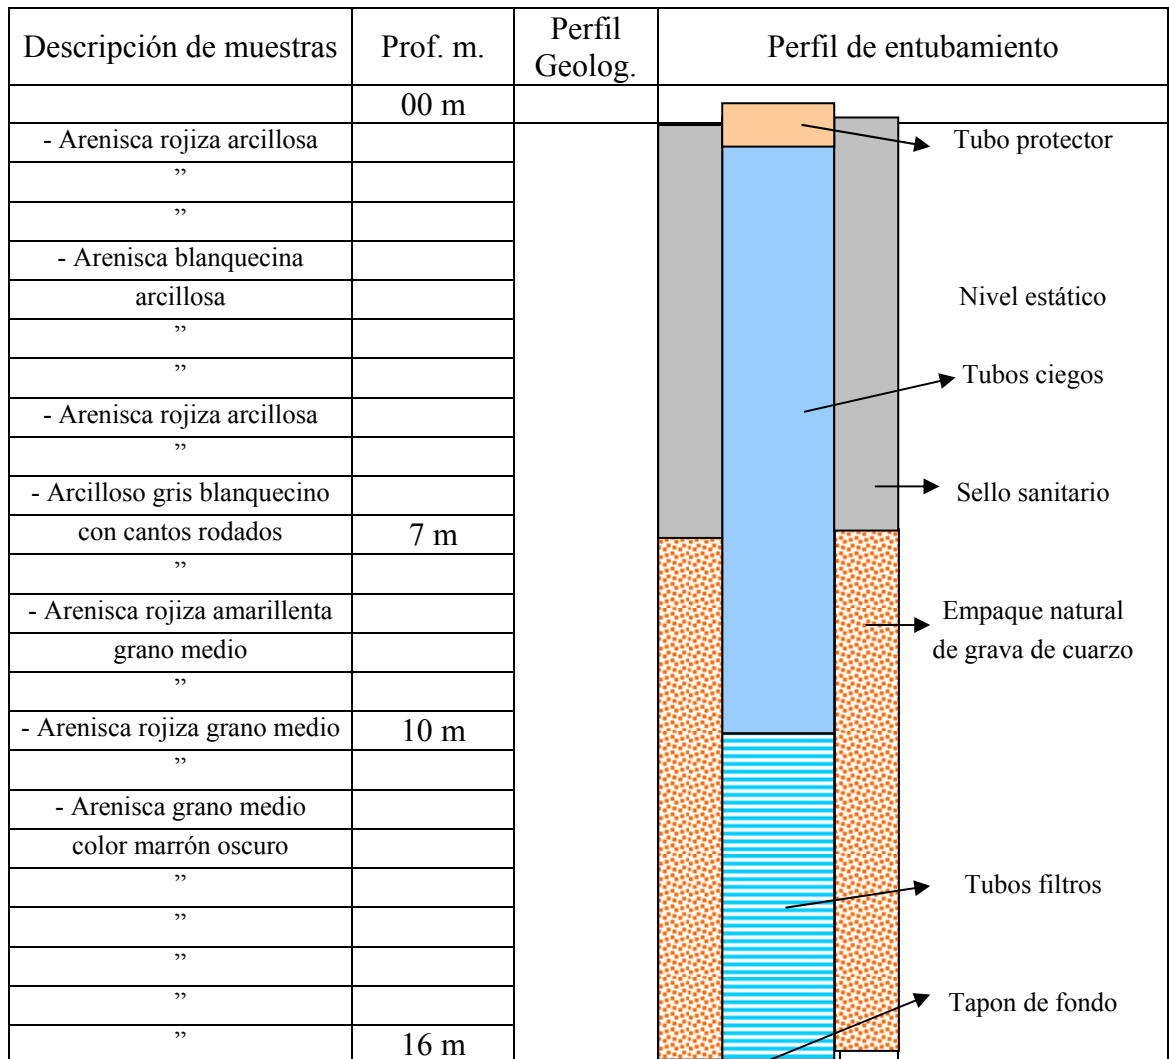 Descripción de muestras Prof. m. Perfil Geolog. Perfil de entubamiento
00 m
- Arenisca rojiza arcillosa Tubo protector
”
”
- Arenisca blanquecina
arcillosa Nivel estático
”
” Tubos ciegos
- Arenisca rojiza arcillosa
”
- Arcilloso gris blanquecino Sello sanitario
con cantos rodados 7 m
”
- Arenisca rojiza amarillenta Empaque natural
grano medio de grava de cuarzo
”
- Arenisca rojiza grano medio 10 m
”
- Arenisca grano medio
color marrón oscuro
” Tubos filtros
”
”
” Tapon de fondo
” 16 m